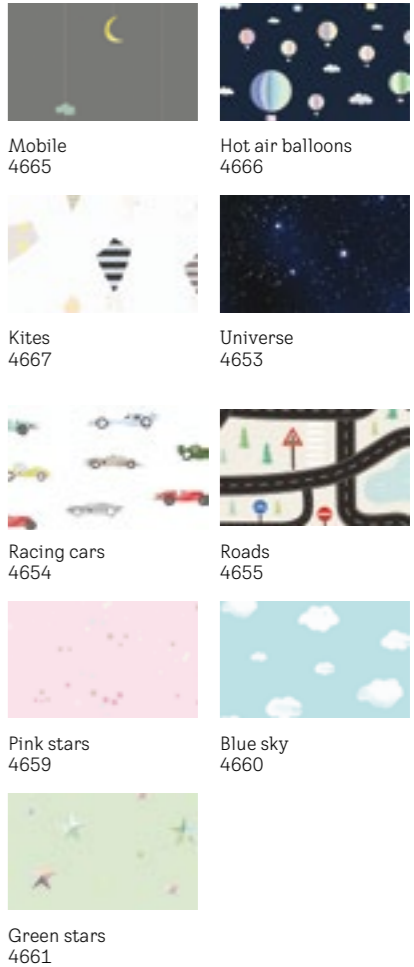 Mobile
4665
Hot air balloons
4666
Kites
4667
Universe
4653
Racing cars
4654
Roads
4655
Pink stars
4659
Blue sky
4660
Green stars
4661